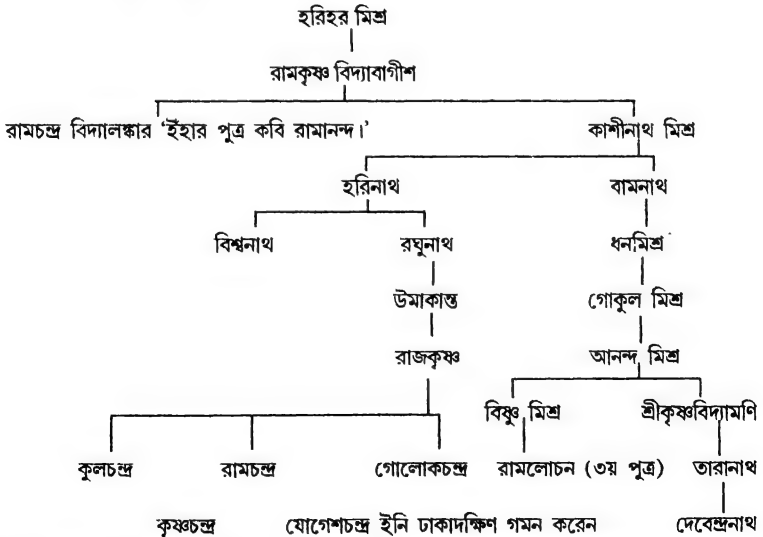 হরিহর মিশ্র
রামকৃষ্ণ বিদ্যাবাগীশ
রামচন্দ্র বিদ্যালঙ্কার ‘ইঁহার পুত্র কবি রামানন্দ।’ কাশীনাথ মিশ্র
হরিনাথ বামনাথ
বিশ্বনাথ রঘুনাথ ধনমিশ্র
উমাকান্ত গোকুল মিশ্র
রাজকৃষ্ণ আনন্দ মিশ্র
বিষ্ণু মিশ্র শ্রীকৃষ্ণবিদ্যামণি
কুলচন্দ্র রামচন্দ্র গোলোকচন্দ্র রামলোচন (৩য় পুত্র) তারানাথ
কৃষ্ণচন্দ্র যোগেশচন্দ্র ইনি ঢাকাদক্ষিণ গমন করেন দেবেন্দ্রনাথ